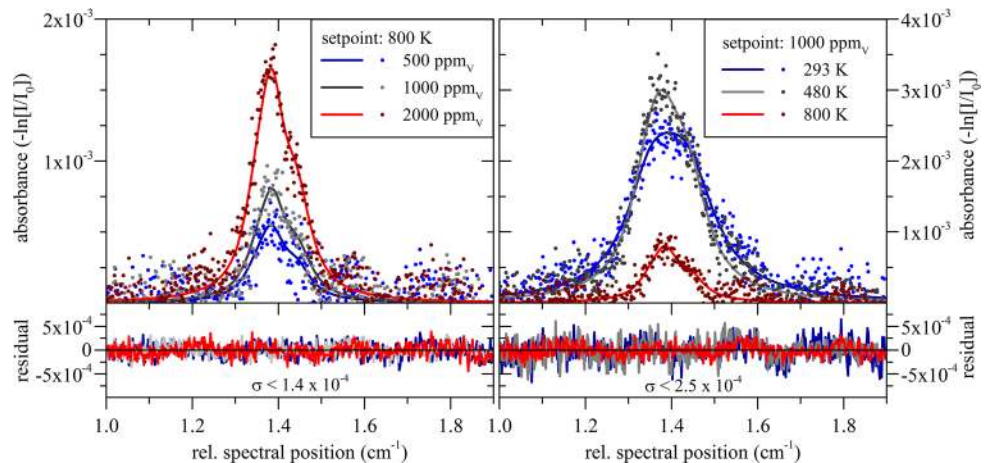 2x10⁻³
1x10⁻³
absorbance (-ln[I/I₀])
setpoint: 800 K
500 ppmᵥ
1000 ppmᵥ
2000 ppmᵥ
residual
5x10⁻⁴
0
-5x10⁻⁴
σ < 1.4 x 10⁻⁴
1.0 1.2 1.4 1.6 1.8
rel. spectral position (cm⁻¹)
setpoint: 1000 ppmᵥ
293 K
480 K
800 K
4x10⁻³
3x10⁻³
2x10⁻³
1x10⁻³
absorbance (-ln[I/I₀])
σ < 2.5 x 10⁻⁴
5x10⁻⁴
0
-5x10⁻⁴
residual
1.0 1.2 1.4 1.6 1.8
rel. spectral position (cm⁻¹)